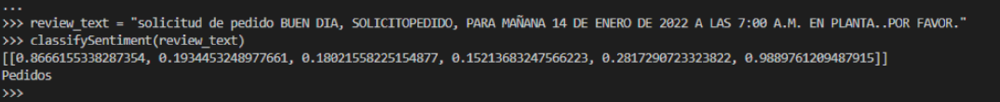 ...
>>> review_text = "solicitud de pedido BUEN DIA, SOLICITOPEDIDO, PARA MAÑANA 14 DE ENERO DE 2022 A LAS 7:00 A.M. EN PLANTA..POR FAVOR."
>>> classifySentiment(review_text)
[[0.8666155338287354, 0.1934453248977661, 0.18021558225154877, 0.15213683247566223, 0.2817290723323822, 0.9889761209487915]]
Pedidos
>>>